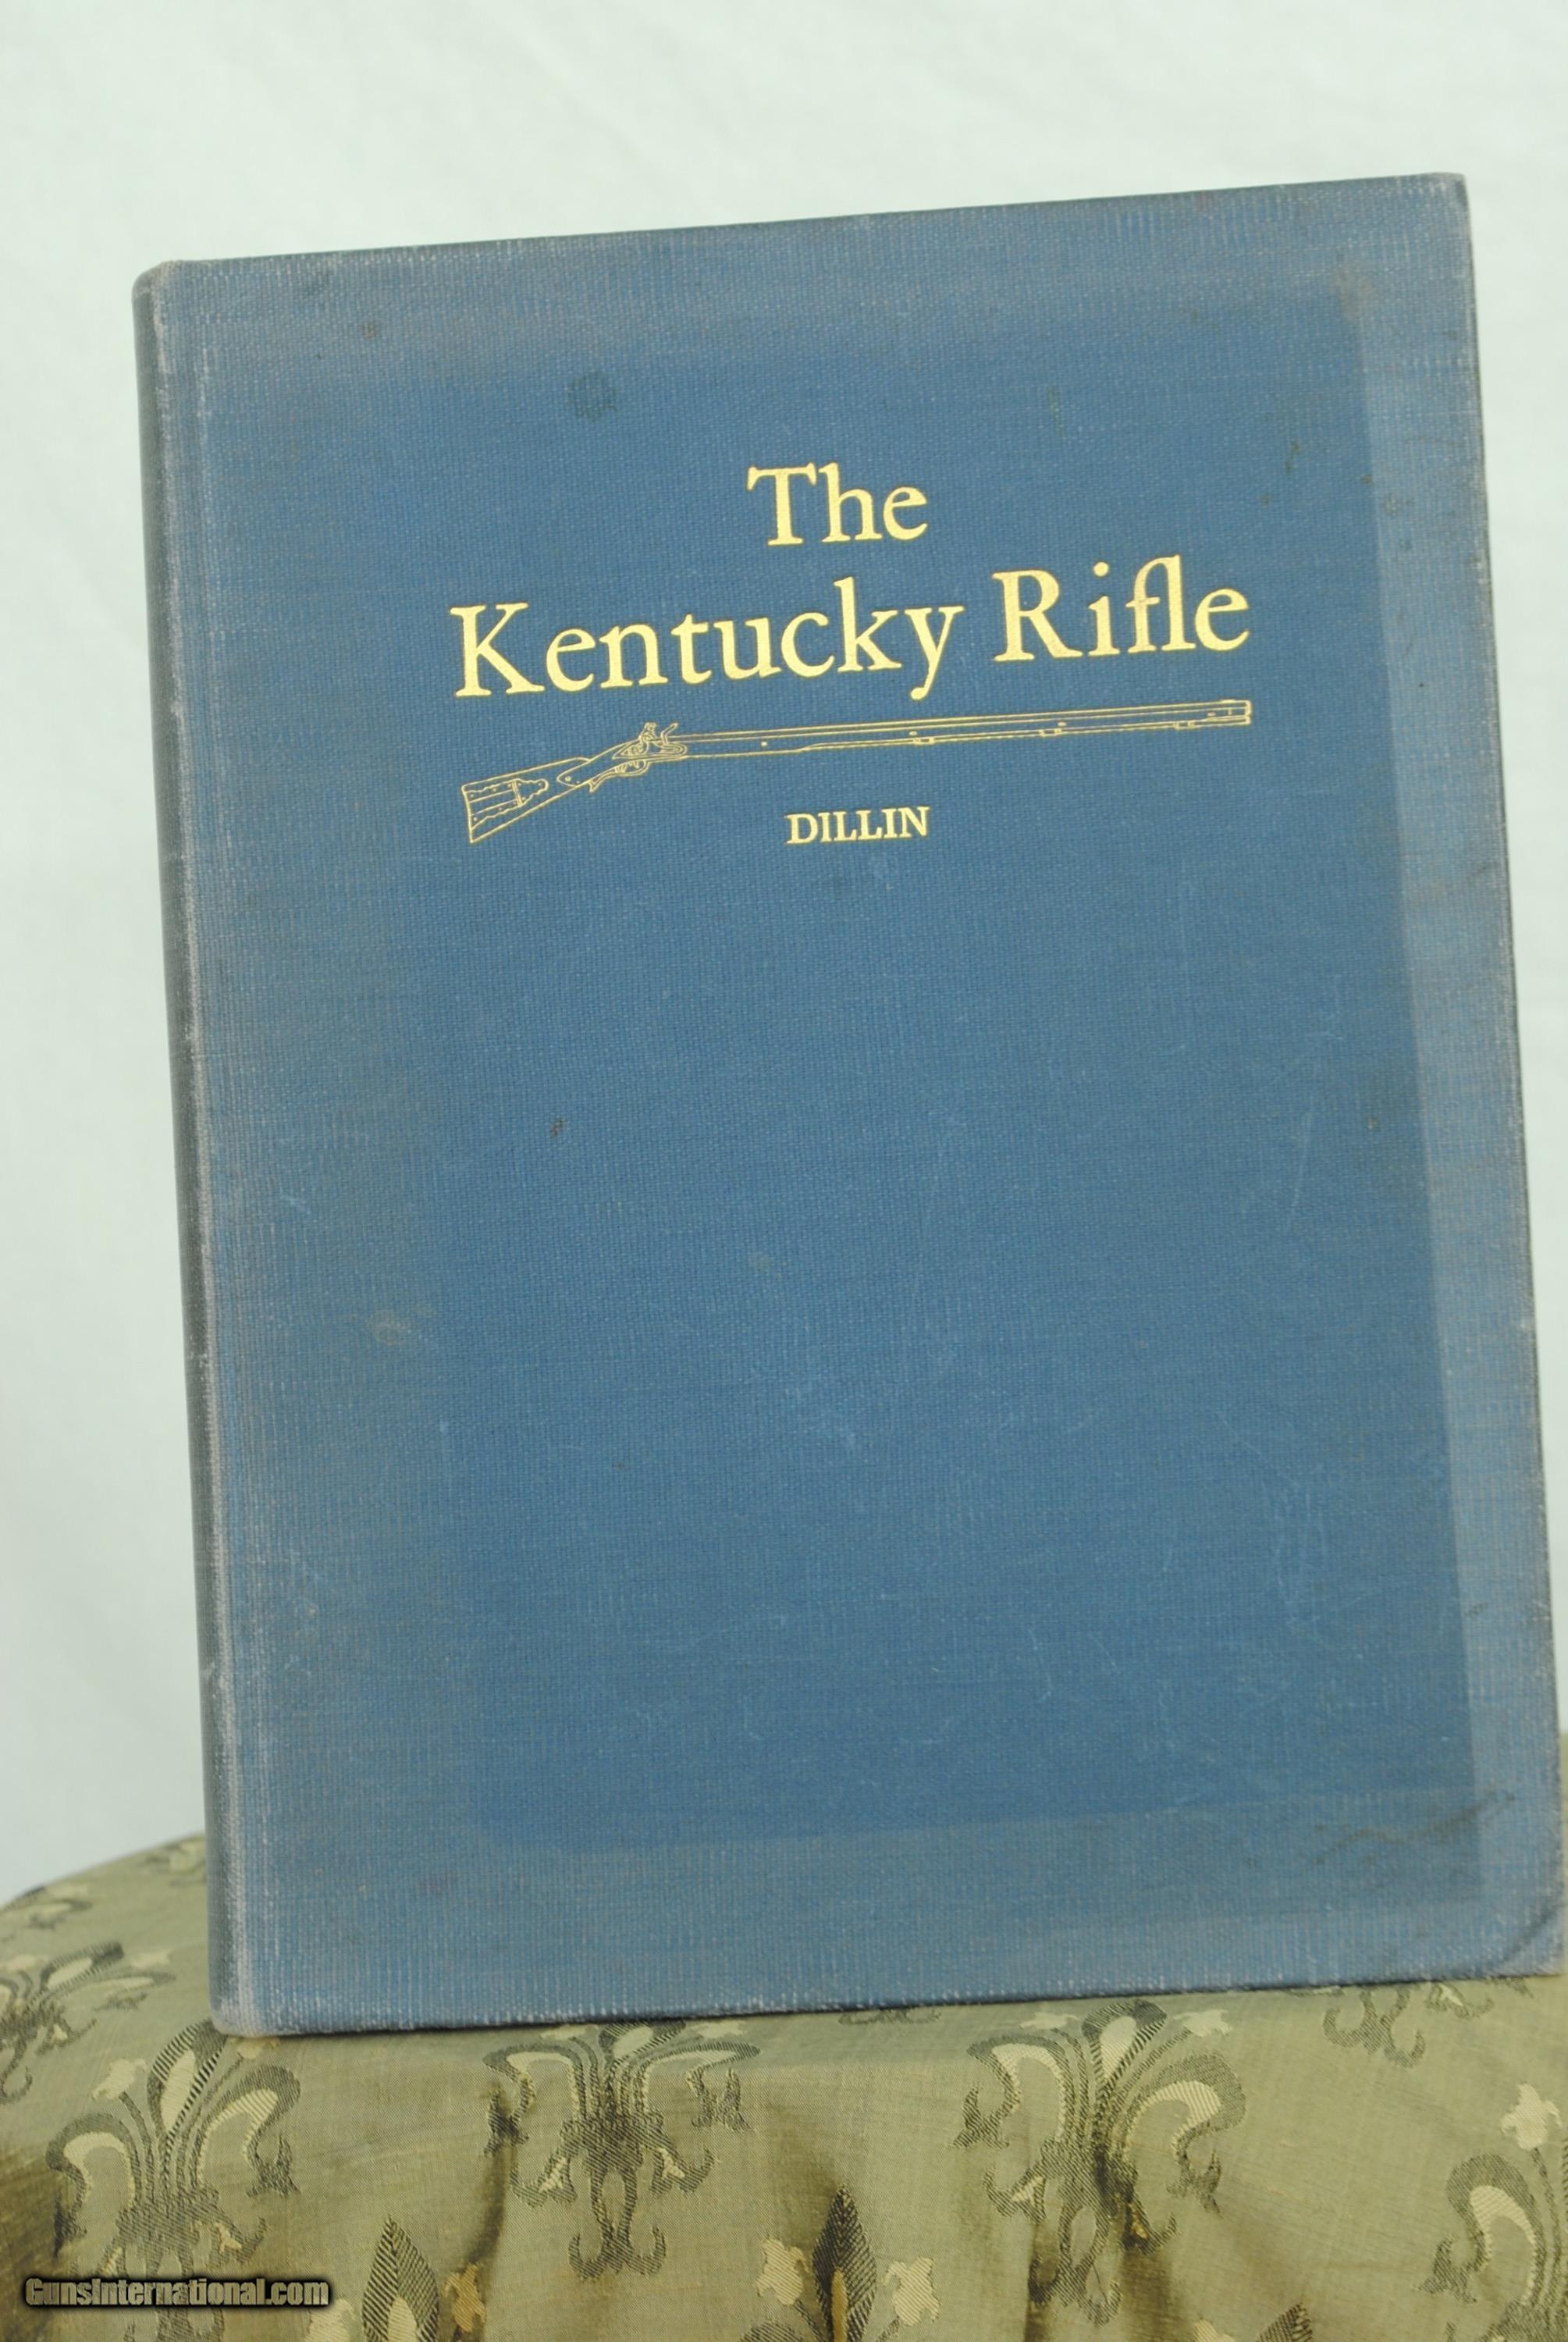 The
Kentucky Rifle
DILLIN
GunsInternational.com